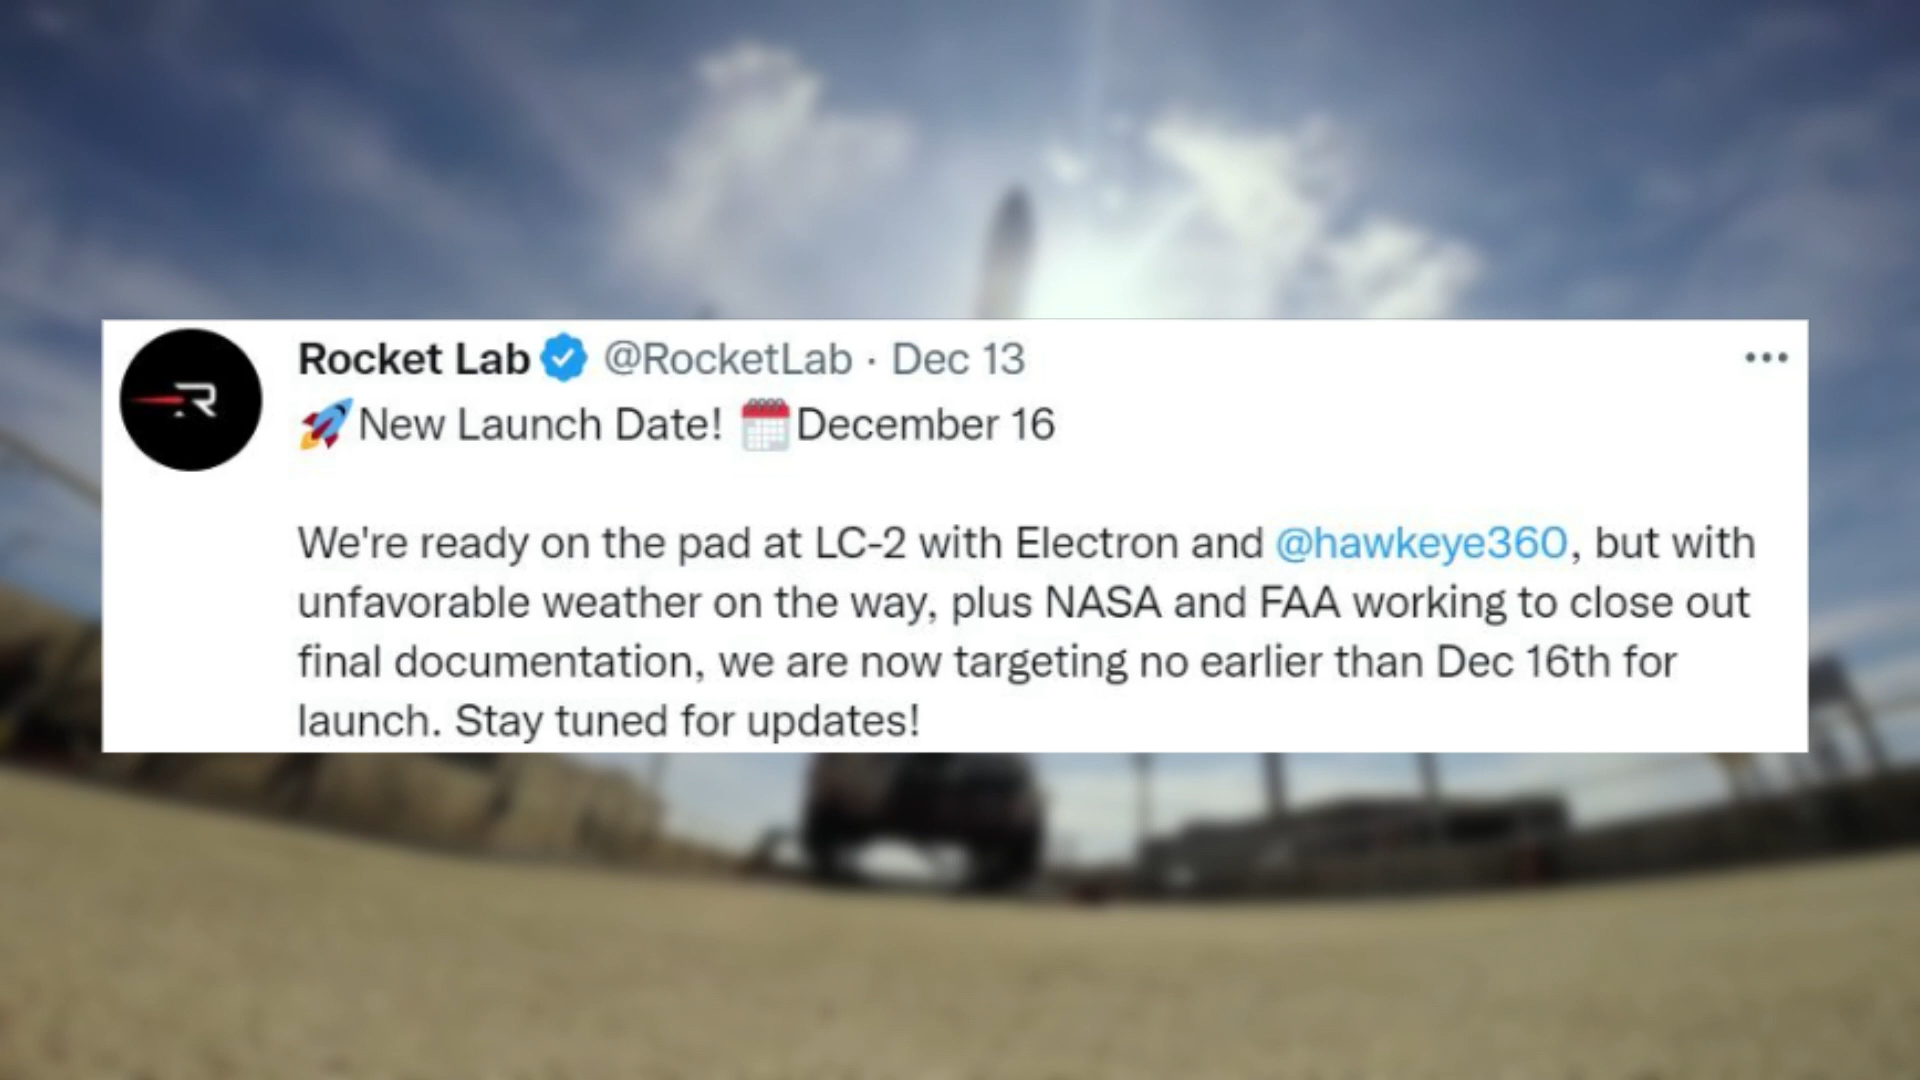 Rocket Lab @RocketLab · Dec 13
🚀New Launch Date! 🗓️December 16
We're ready on the pad at LC-2 with Electron and @hawkeye360, but with
unfavorable weather on the way, plus NASA and FAA working to close out
final documentation, we are now targeting no earlier than Dec 16th for
launch. Stay tuned for updates!